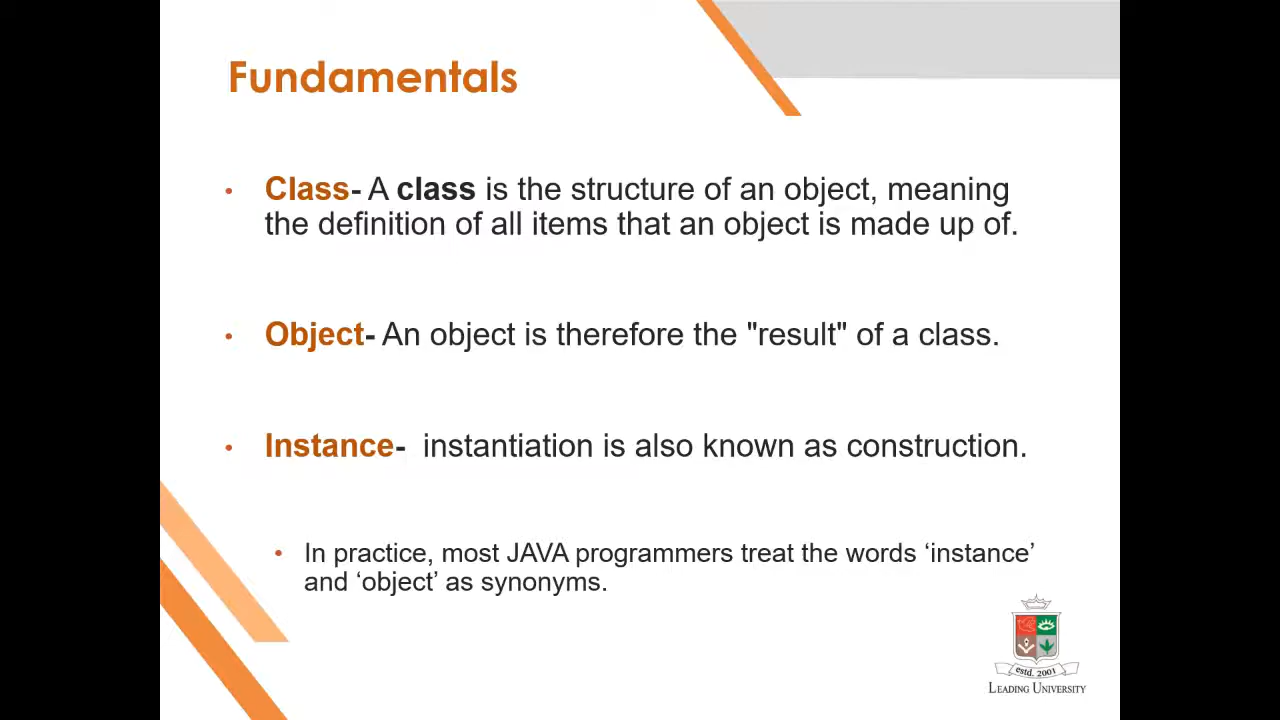 Fundamentals
• Class- A class is the structure of an object, meaning
the definition of all items that an object is made up of.
• Object- An object is therefore the "result" of a class.
• Instance- instantiation is also known as construction.
• In practice, most JAVA programmers treat the words ‘instance’
and ‘object’ as synonyms.
estd. 2001
LEADING UNIVERSITY